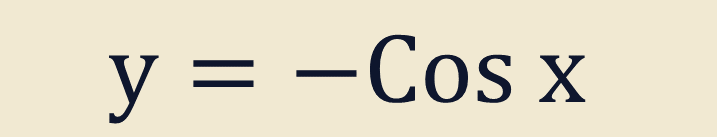 y = −Cos x